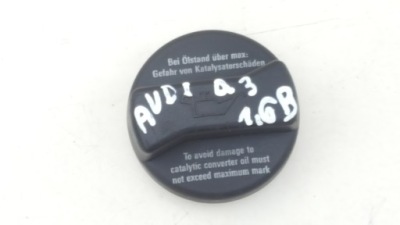 Bei Ölstand über max:
Gefahr von Katalysatorschäden
AUDI a3
1.6B
To avoid damage to
catalytic converter oil must
not exceed maximum mark